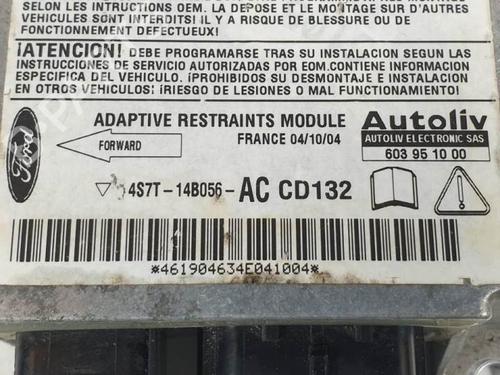 SELON LES INTRUCTIONS OEM. LA DEPOSE ET LE MONTAGE SUR D'AUTRES
VEHICULES SONT INTERDITS! IL Y A RISQUE DE BLESSURE OU DE
FONCTIONNEMENT DEFECTUEUX!
¡ATENCION! DEBE PROGRAMARSE TRAS SU INSTALACION SEGUN LAS
INSTRUCCIONES DE SERVICIO AUTORIZADAS POR EOM.CONTIENE INFORMACION
ESPECIFICA DEL VEHICULO. ¡PROHIBIDOS SU DESMONTAJE E INSTALACION
EN OTROS VEHICULOS! ¡RIESGO DE LESIONES O MAL FUNCTIONAMIENTO!
Ford
ADAPTIVE RESTRAINTS MODULE
FRANCE 04/10/04
FORWARD
Autoliv
AUTOLIV ELECTRONIC SAS
603 95 10 00
4S7T-14B056-AC CD132
*461904634E041004*